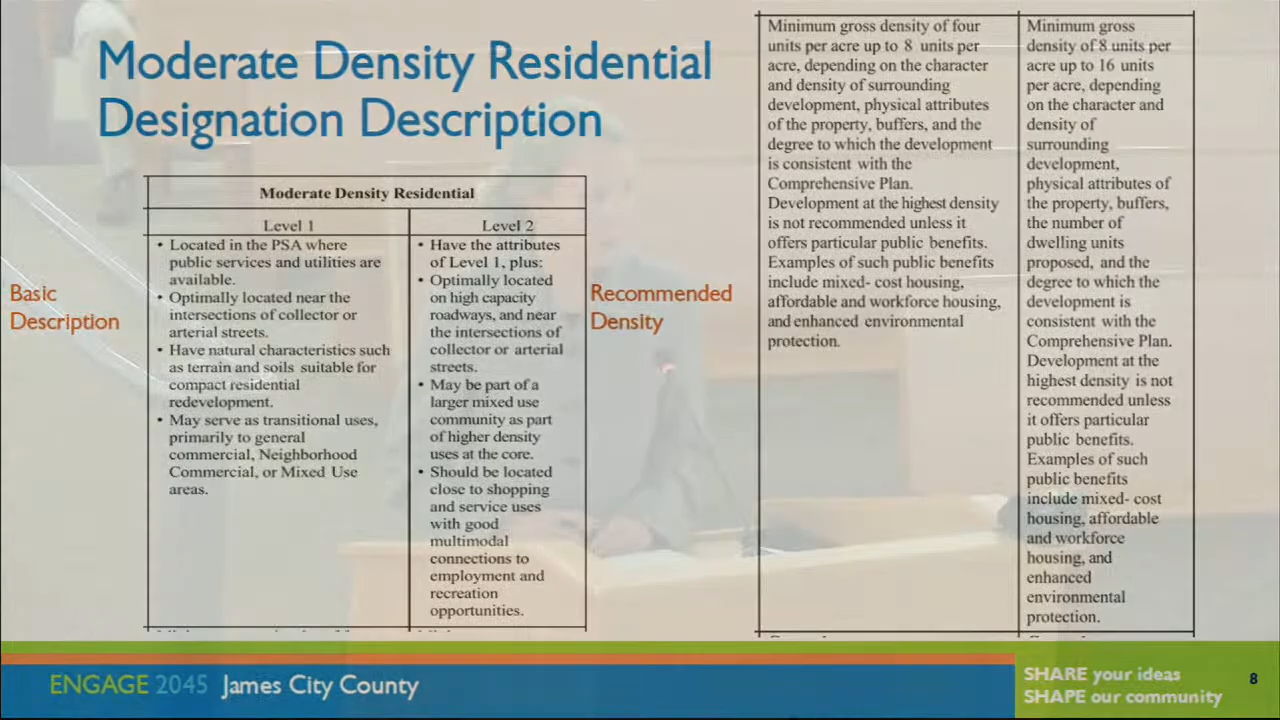 Moderate Density Residential
Designation Description
Moderate Density Residential
Level 1
• Located in the PSA where
public services and utilities are
available.
• Optimally located near the
intersections of collector or
arterial streets.
• Have natural characteristics such
as terrain and soils suitable for
compact residential
redevelopment.
• May serve as transitional uses,
primarily to general
commercial, Neighborhood
Commercial, or Mixed Use
areas.
Level 2
• Have the attributes
of Level 1, plus:
• Optimally located
on high capacity
roadways, and near
the intersections of
collector or arterial
streets.
• May be part of a
larger mixed use
community as part
of higher density
uses at the core.
• Should be located
close to shopping
and service uses
with good
multimodal
connections to
employment and
recreation
opportunities.
Basic
Description
Recommended
Density
Minimum gross density of four
units per acre up to 8 units per
acre, depending on the character
and density of surrounding
development, physical attributes
of the property, buffers, and the
degree to which the development
is consistent with the
Comprehensive Plan.
Development at the highest density
is not recommended unless it
offers particular public benefits.
Examples of such public benefits
include mixed- cost housing,
affordable and workforce housing,
and enhanced environmental
protection.
Minimum gross
density of 8 units per
acre up to 16 units
per acre, depending
on the character and
density of
surrounding
development,
physical attributes of
the property, buffers,
the number of
dwelling units
proposed, and the
degree to which the
development is
consistent with the
Comprehensive Plan.
Development at the
highest density is not
recommended unless
it offers particular
public benefits.
Examples of such
public benefits
include mixed- cost
housing, affordable
and workforce
housing, and
enhanced
environmental
protection.
ENGAGE 2045 James City County
SHARE your ideas
SHAPE our community
8